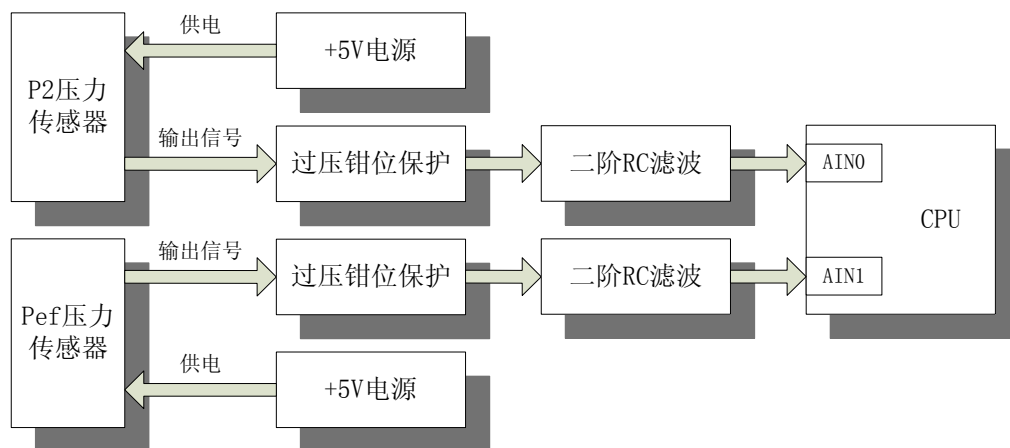 供电
+5V电源
P2压力
传感器
输出信号
过压钳位保护
二阶RC滤波
AIN0
CPU
输出信号
过压钳位保护
二阶RC滤波
AIN1
Pef压力
传感器
供电
+5V电源